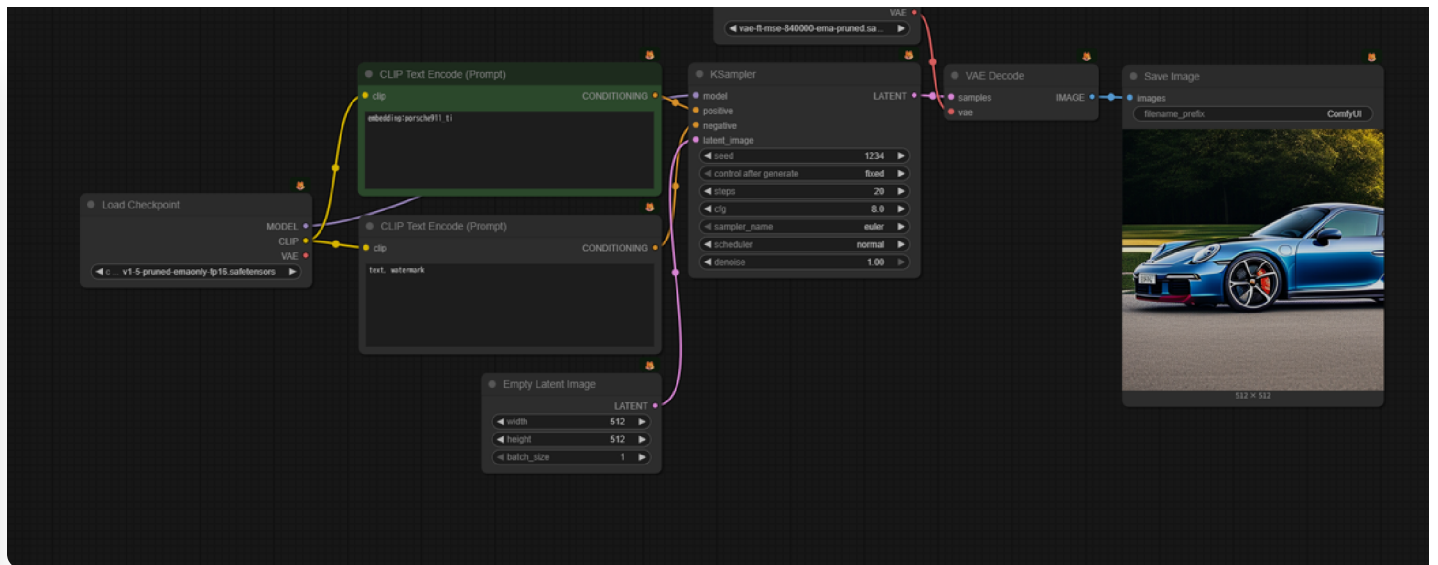 VAE
vae-ft-mse-840000-ema-pruned.sa...
CLIP Text Encode (Prompt)
clip
CONDITIONING
embedding:porsche911_ti
KSampler
model
LATENT
positive
negative
latent_image
seed 1234
control after generate fixed
steps 20
cfg 8.0
sampler_name euler
scheduler normal
denoise 1.00
VAE Decode
samples
IMAGE
vae
Save Image
images
filename_prefix ComfyUI
512 × 512
Load Checkpoint
MODEL
CLIP
VAE
c... v1-5-pruned-emaonly-fp16.safetensors
CLIP Text Encode (Prompt)
clip
CONDITIONING
text, watermark
Empty Latent Image
LATENT
width 512
height 512
batch_size 1